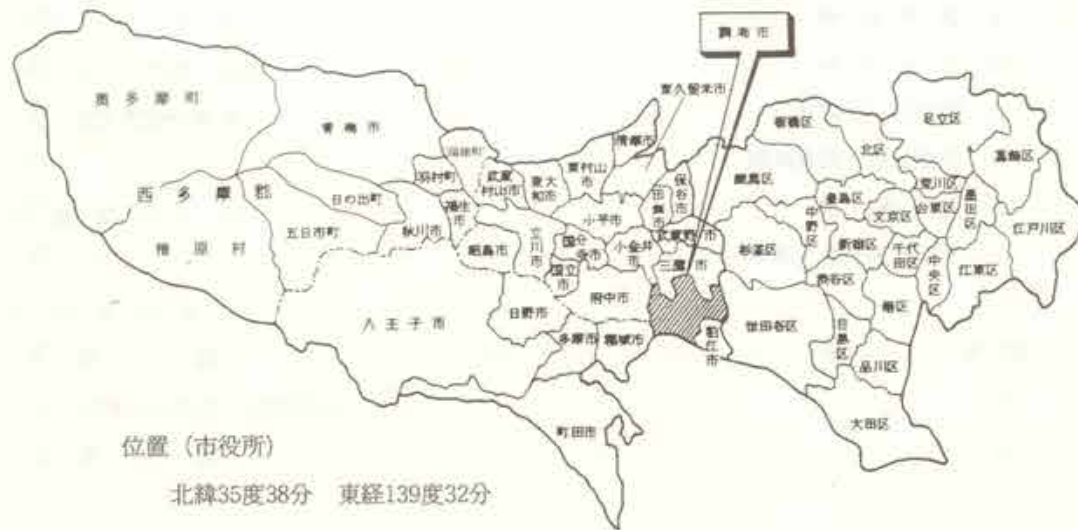 調布市
東久留米市
奥多摩町
青梅市
瑞穂町
羽村町
武蔵
村山市
東大
和市
東村山
市
清瀬市
田無市
保谷市
板橋区
北区
足立区
葛飾区
練馬区
荒川区
豊島区
文京区
台東区
墨田区
江戸川区
西多摩郡
日の出町
福生市
小平市
武蔵野市
中野区
杉並区
新宿区
千代
田区
中央区
江東区
檜原村
五日市町
秋川市
昭島市
立川市
国分
寺市
小金井
市
三鷹市
国立市
府中市
渋谷区
港区
八王子市
日野市
多摩市
稲城市
狛江市
世田谷区
目黒区
品川区
大田区
町田市
位置(市役所)
北緯35度38分 東経139度32分